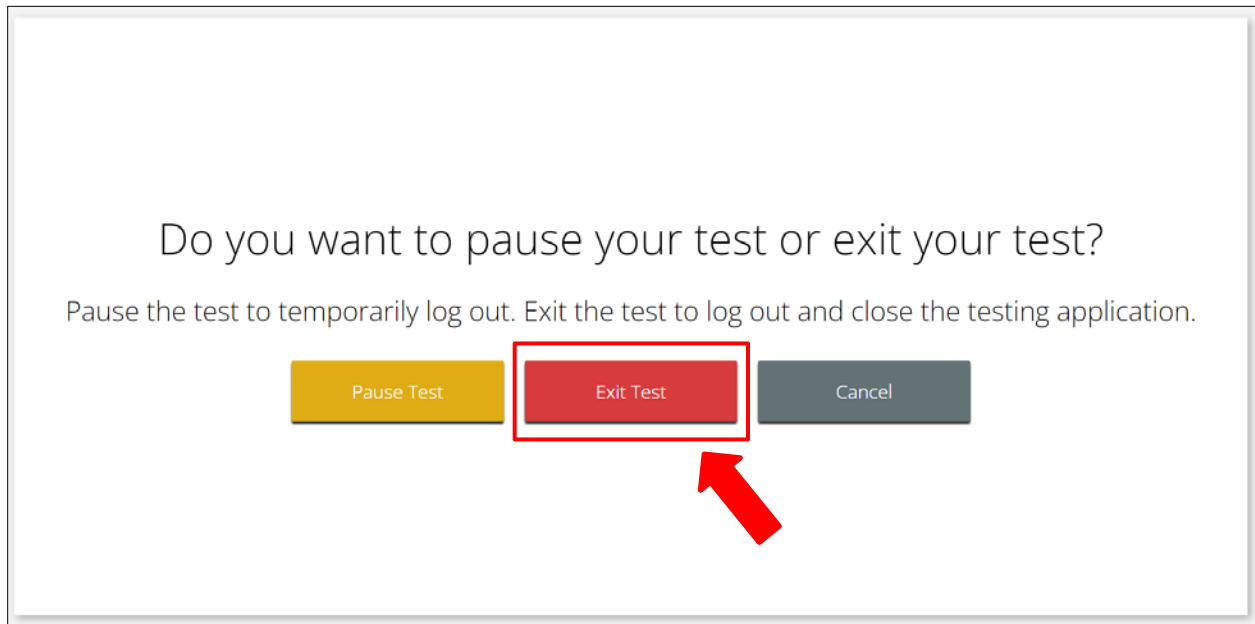 Do you want to pause your test or exit your test?
Pause the test to temporarily log out. Exit the test to log out and close the testing application.
Pause Test
Exit Test
Cancel